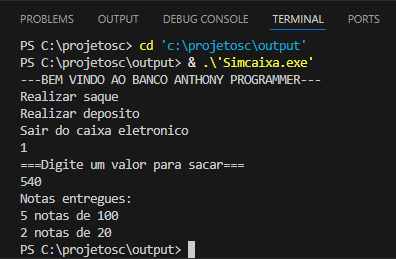 PROBLEMS OUTPUT DEBUG CONSOLE TERMINAL PORTS
PS C:\projetosc> cd 'c:\projetosc\output'
PS C:\projetosc\output> & .\'Simcaixa.exe'
---BEM VINDO AO BANCO ANTHONY PROGRAMMER---
Realizar saque
Realizar deposito
Sair do caixa eletronico
1
===Digite um valor para sacar===
540
Notas entregues:
5 notas de 100
2 notas de 20
PS C:\projetosc\output>